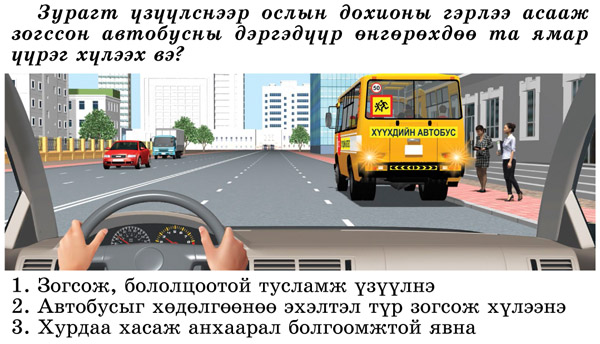 Зурагт үзүүлснээр ослын дохионы гэрлээ асааж
зогссон автобусны дэргэдүүр өнгөрөхдөө та ямар
үүрэг хүлээх вэ?
50
ХҮҮХДИЙН АВТОБУС
1. Зогсож, бололцоотой тусламж үзүүлнэ
2. Автобусыг хөдөлгөөнөө эхэлтэл түр зогсож хүлээнэ
3. Хурдаа хасаж анхаарал болгоомжтой явна